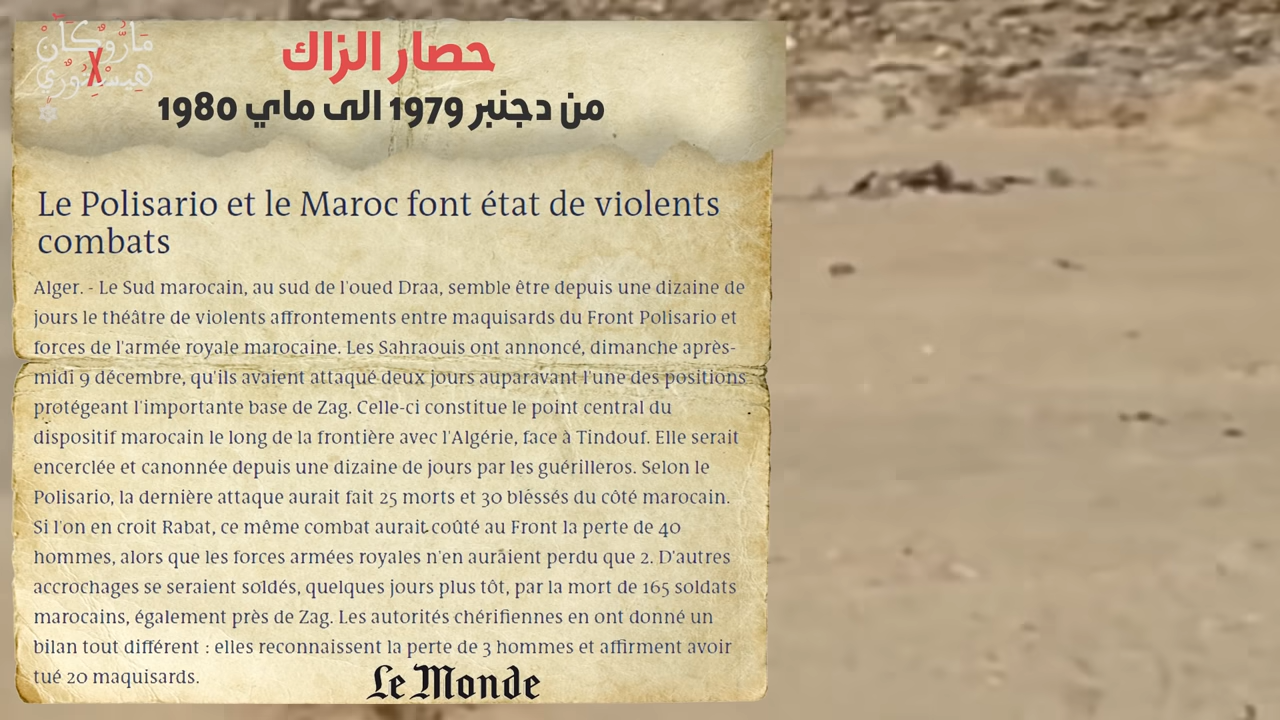 ماروكان
هيستوري
حصار الزاك
من دجنبر 1979 الى ماي 1980
Le Polisario et le Maroc font état de violents
combats
Alger. - Le Sud marocain, au sud de l'oued Draa, semble être depuis une dizaine de
jours le théâtre de violents affrontements entre maquisards du Front Polisario et
forces de l'armée royale marocaine. Les Sahraouis ont annoncé, dimanche après-
midi 9 décembre, qu'ils avaient attaqué deux jours auparavant l'une des positions
protégeant l'importante base de Zag. Celle-ci constitue le point central du
dispositif marocain le long de la frontière avec l'Algérie, face à Tindouf. Elle serait
encerclée et canonnée depuis une dizaine de jours par les guérilleros. Selon le
Polisario, la dernière attaque aurait fait 25 morts et 30 blessés du côté marocain.
Si l'on en croit Rabat, ce même combat aurait coûté au Front la perte de 40
hommes, alors que les forces armées royales n'en auraient perdu que 2. D'autres
accrochages se seraient soldés, quelques jours plus tôt, par la mort de 165 soldats
marocains, également près de Zag. Les autorités chérifiennes en ont donné un
bilan tout différent : elles reconnaissent la perte de 3 hommes et affirment avoir
tué 20 maquisards.
Le Monde